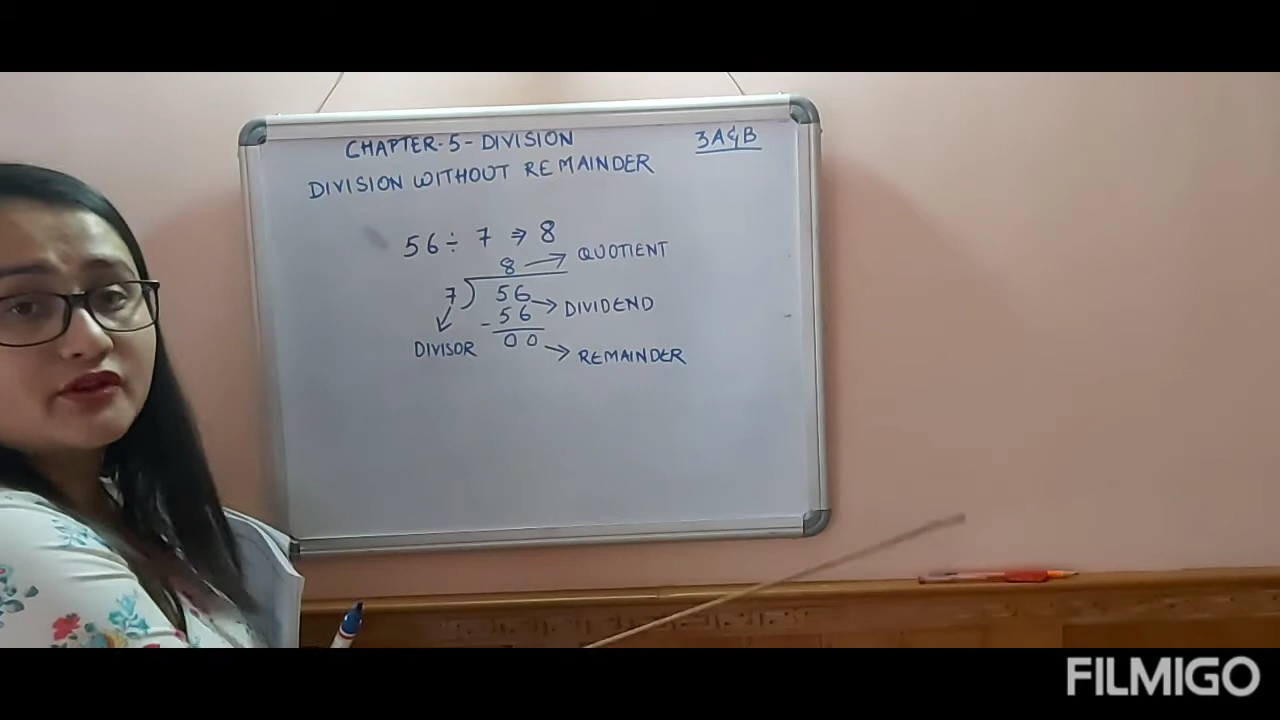 CHAPTER-5-DIVISION 3A&B
DIVISION WITHOUT REMAINDER
56 ÷ 7 ⇒ 8
8 → QUOTIENT
7) 56 → DIVIDEND
- 56
DIVISOR 00 → REMAINDER
FILMIGO